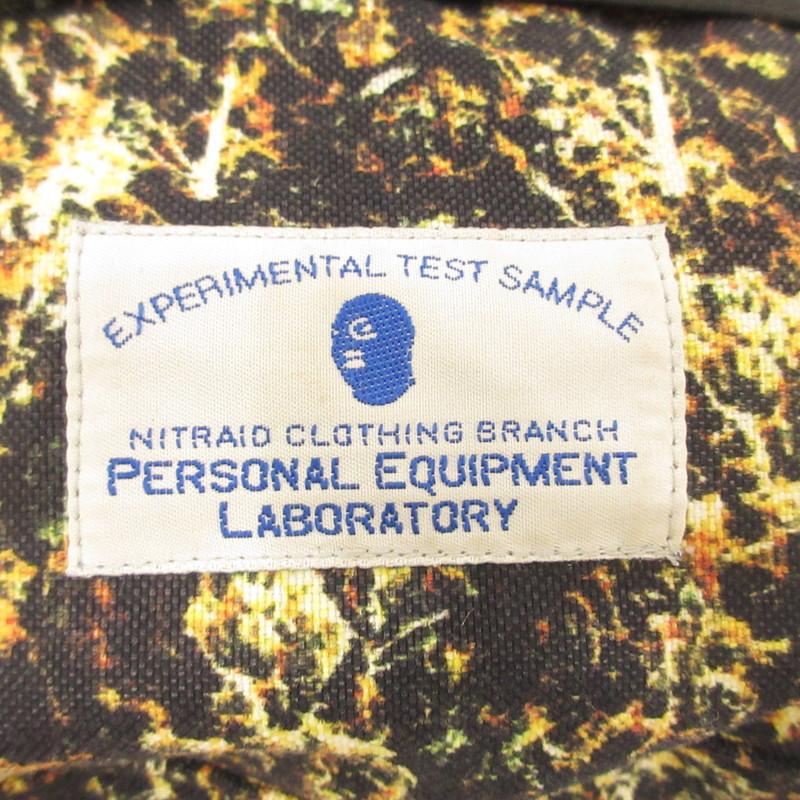 EXPERIMENTAL TEST SAMPLE
NITRAID CLOTHING BRANCH
PERSONAL EQUIPMENT
LABORATORY